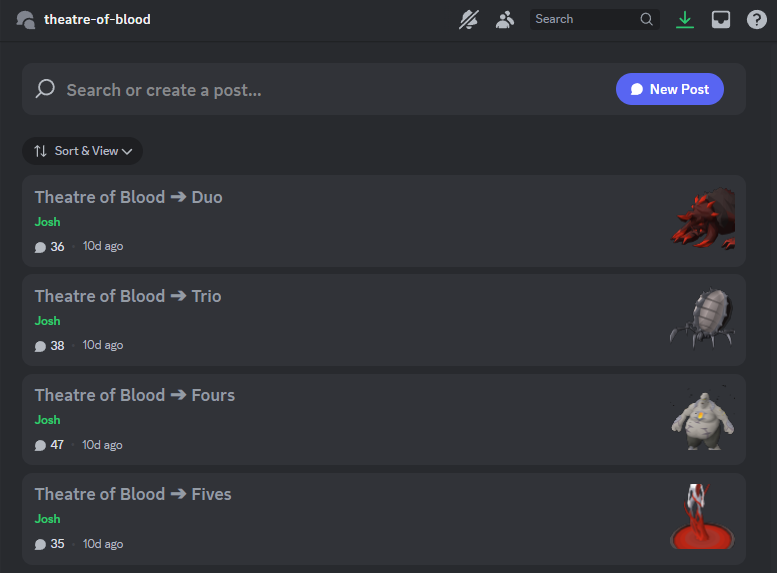 theatre-of-blood
Search
Search or create a post...
New Post
Sort & View
Theatre of Blood ➔ Duo
Josh
36 · 10d ago
Theatre of Blood ➔ Trio
Josh
38 · 10d ago
Theatre of Blood ➔ Fours
Josh
47 · 10d ago
Theatre of Blood ➔ Fives
Josh
35 · 10d ago